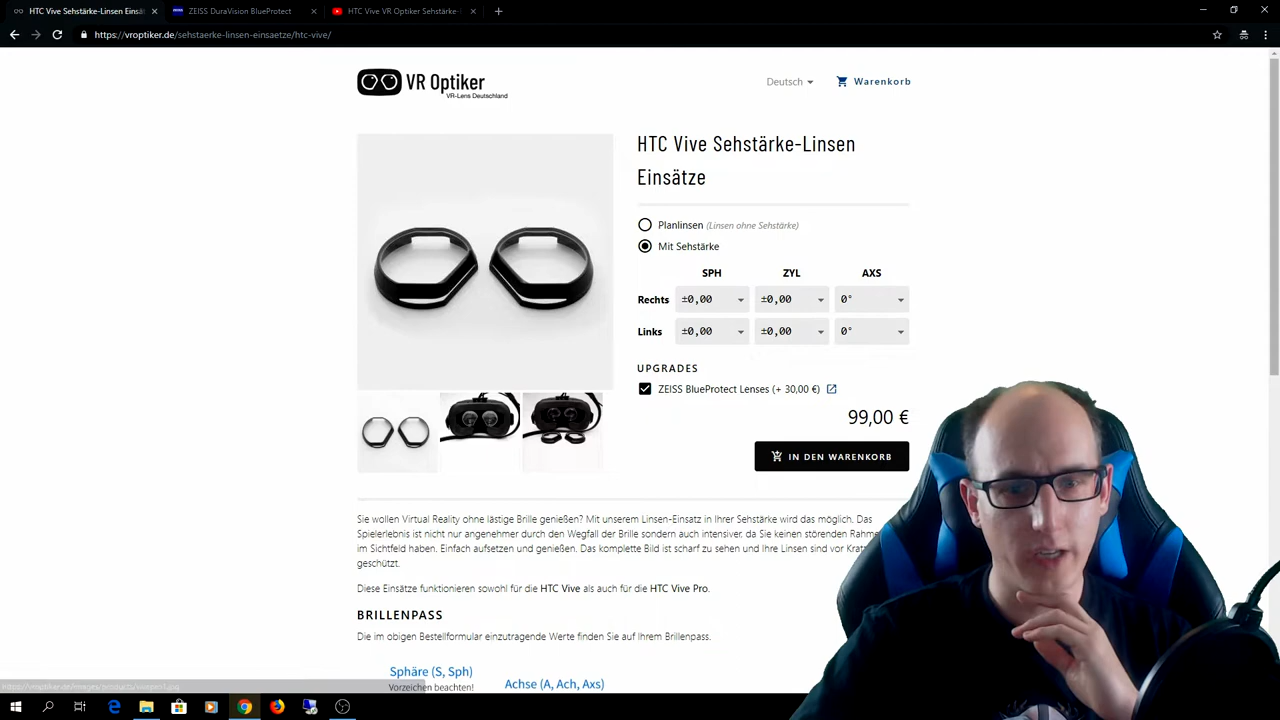 HTC Vive Sehstärke-Linsen Einsät
ZEISS DuraVision BlueProtect
HTC Vive VR Optiker Sehstärke
https://vroptiker.de/sehstaerke-linsen-einsaetze/htc-vive/
VR Optiker
VR-Lens Deutschland
Deutsch
Warenkorb
HTC Vive Sehstärke-Linsen
Einsätze
Planlinsen (Linsen ohne Sehstärke)
Mit Sehstärke
SPH ZYL AXS
Rechts ±0,00 ±0,00 0°
Links ±0,00 ±0,00 0°
UPGRADES
ZEISS BlueProtect Lenses (+ 30,00 €)
99,00 €
IN DEN WARENKORB
Sie wollen Virtual Reality ohne lästige Brille genießen? Mit unserem Linsen-Einsatz in Ihrer Sehstärke wird das möglich. Das
Spielerlebnis ist nicht nur angenehmer durch den Wegfall der Brille sondern auch intensiver, da Sie keinen störenden Rahme
im Sichtfeld haben. Einfach aufsetzen und genießen. Das komplette Bild ist scharf zu sehen und Ihre Linsen sind vor Kratz
geschützt.
Diese Einsätze funktionieren sowohl für die HTC Vive als auch für die HTC Vive Pro.
BRILLENPASS
Die im obigen Bestellformular einzutragende Werte finden Sie auf Ihrem Brillenpass.
Sphäre (S, Sph)
Vorzeichen beachten!
Achse (A, Ach, Axs)